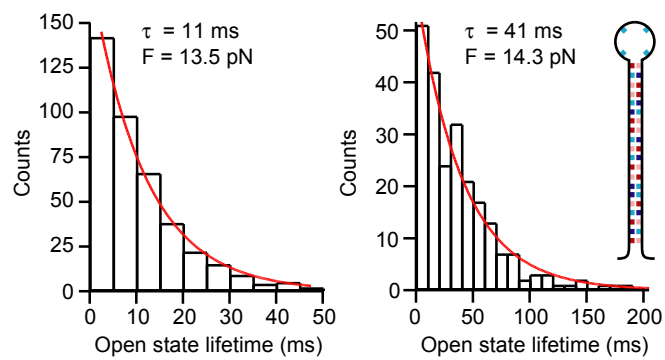 τ = 11 ms
F = 13.5 pN
150
125
100
75
50
25
0
Counts
0 10 20 30 40 50
Open state lifetime (ms)
τ = 41 ms
F = 14.3 pN
50
40
30
20
10
0
Counts
0 50 100 150 200
Open state lifetime (ms)